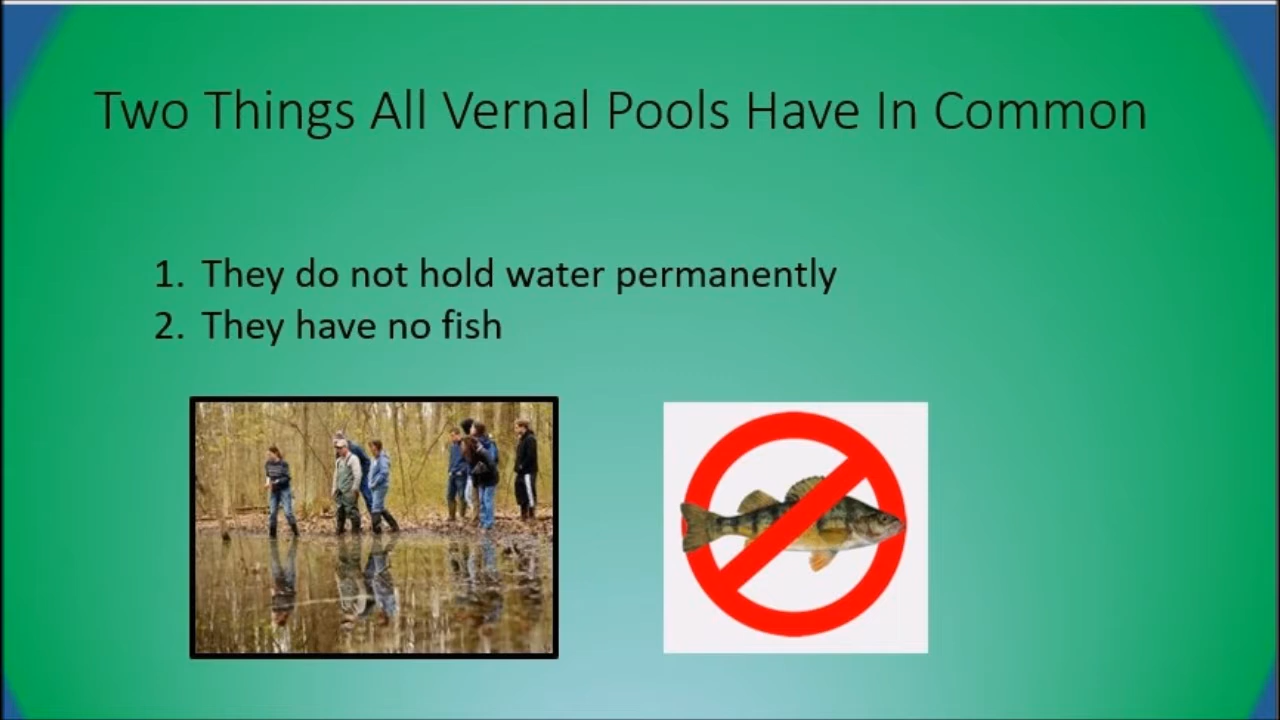 Two Things All Vernal Pools Have In Common
1. They do not hold water permanently
2. They have no fish